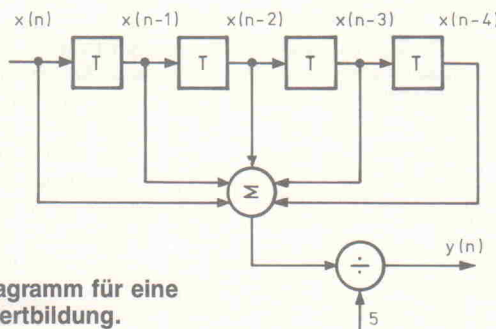 x(n) x(n-1) x(n-2) x(n-3) x(n-4)
T T T T
Σ
÷ y(n)
5
agramm für eine
ertbildung.